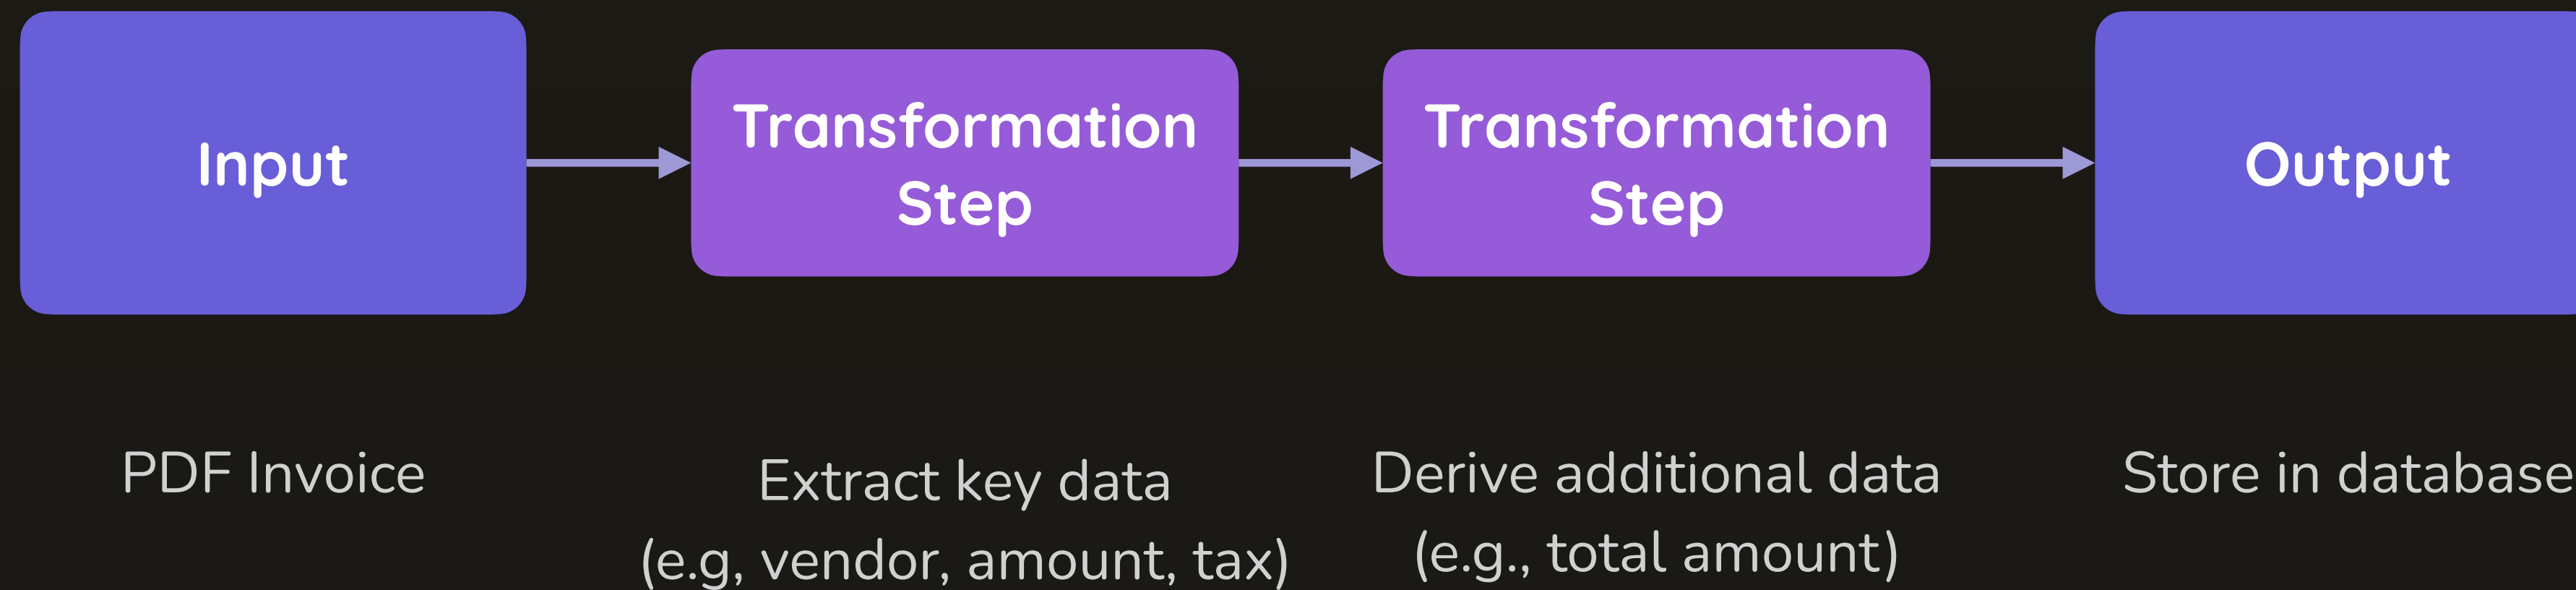 Input
Transformation
Step
Transformation
Step
Output
PDF Invoice
Extract key data
(e.g, vendor, amount, tax)
Derive additional data
(e.g., total amount)
Store in database